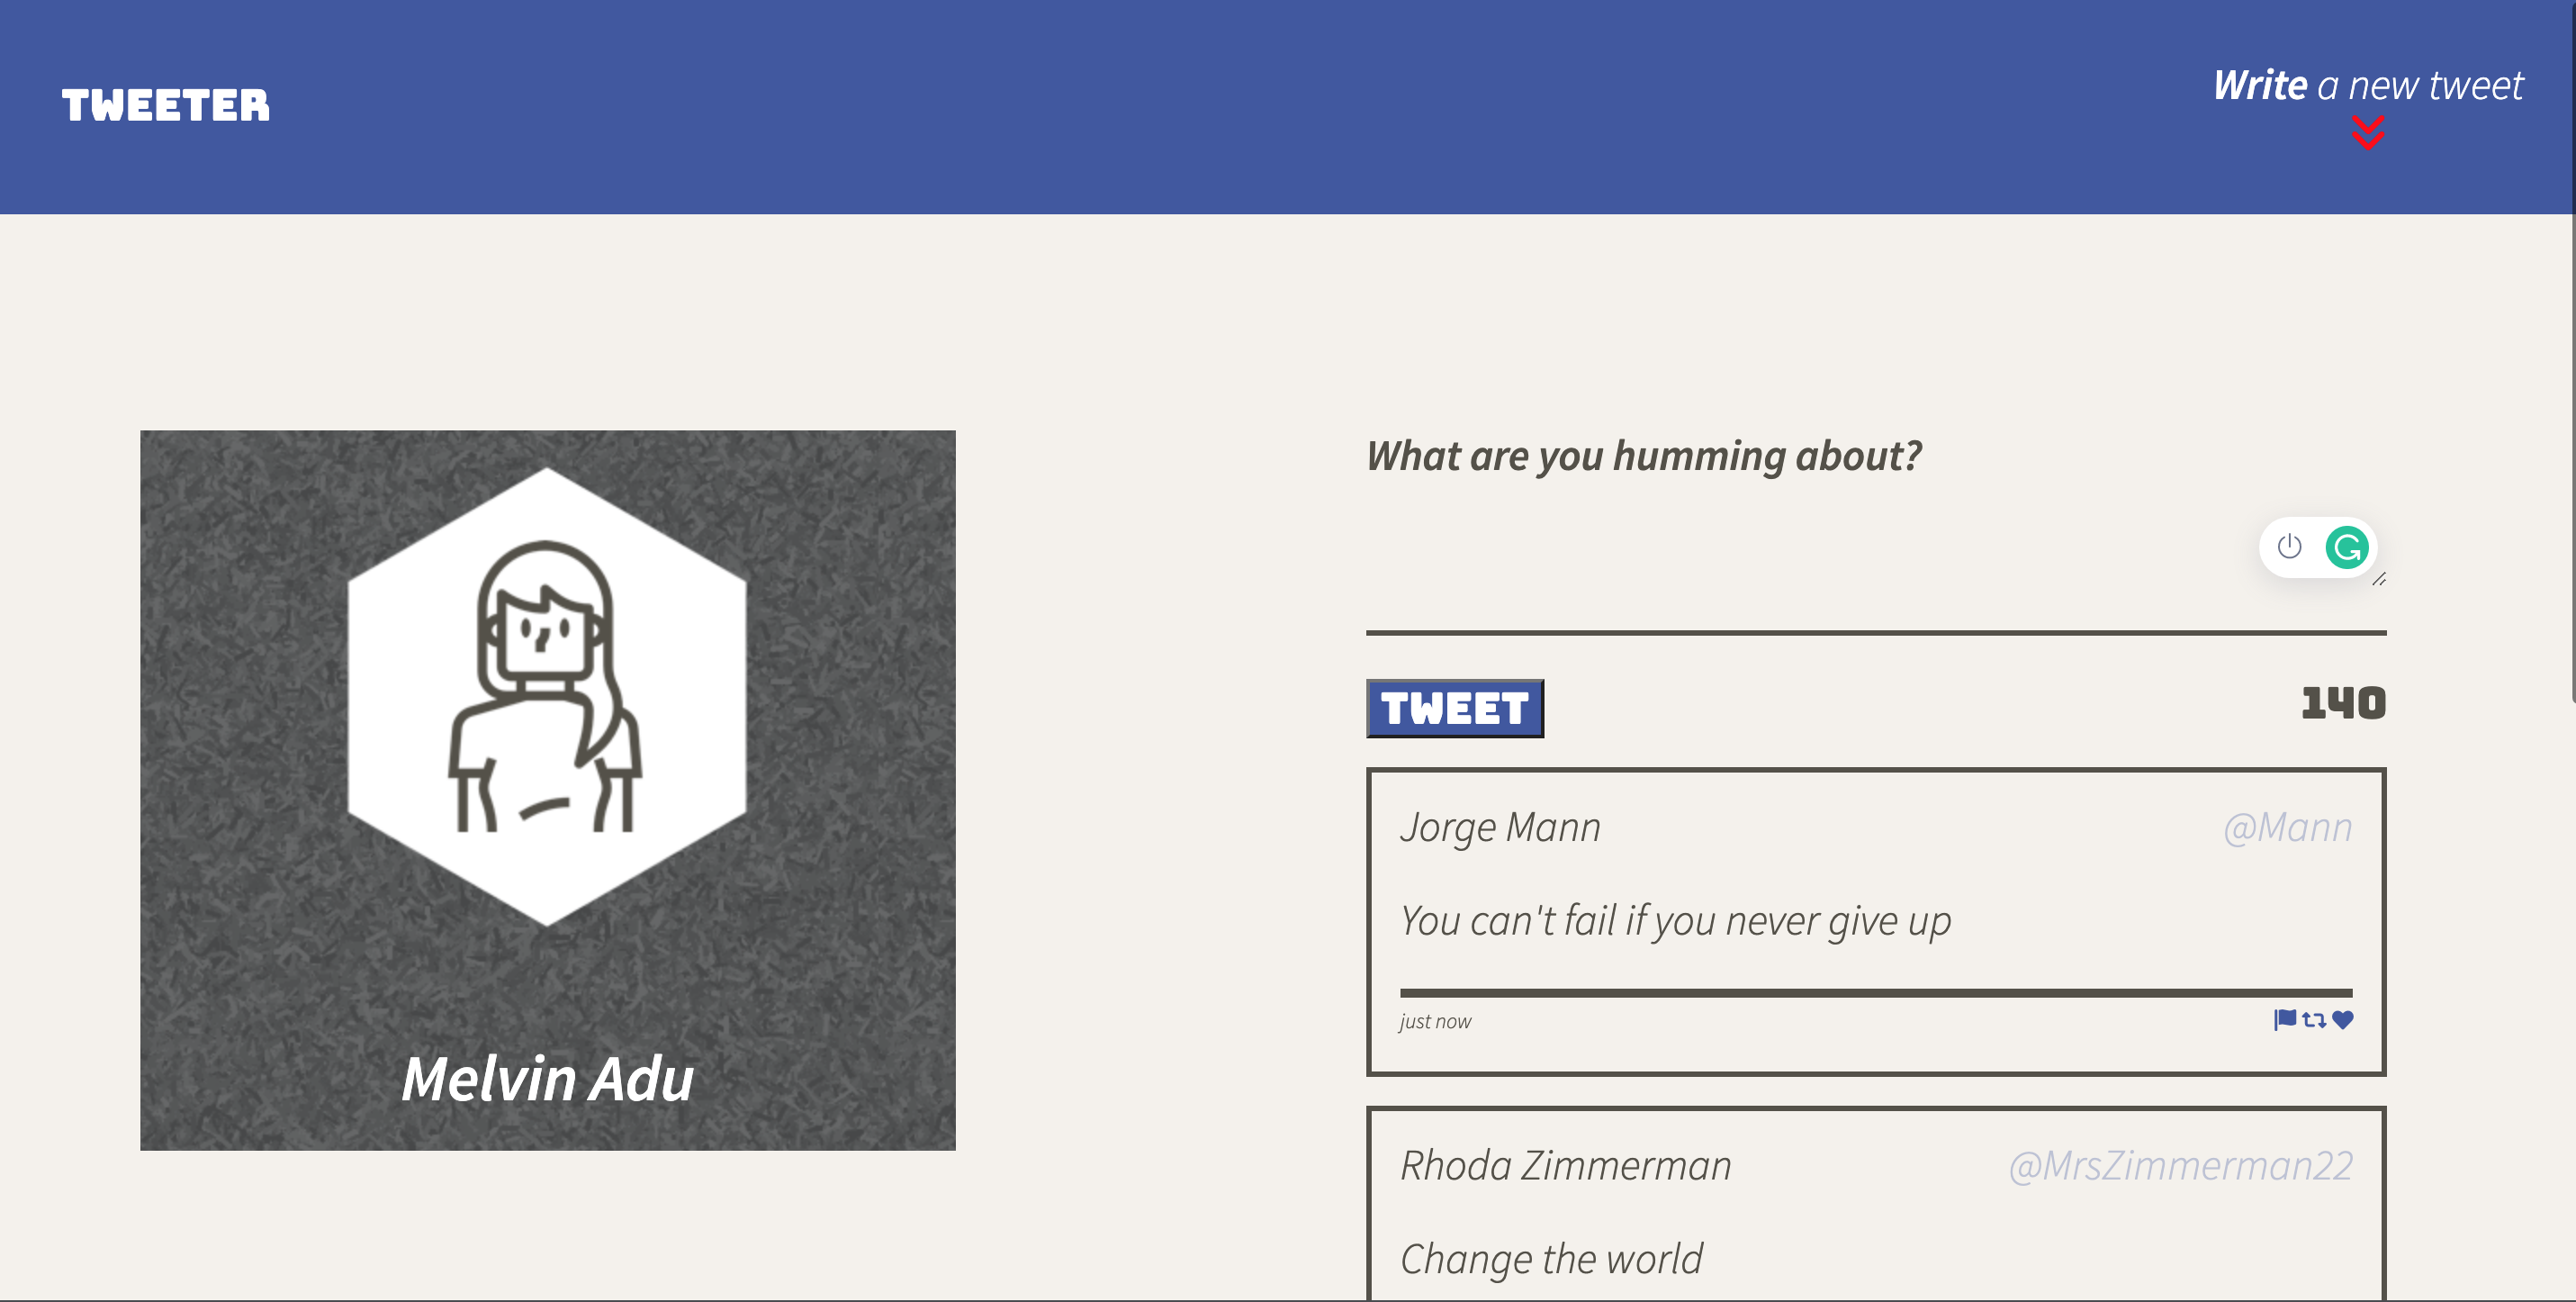 TWEETER
Write a new tweet
Melvin Adu
What are you humming about?
TWEET
140
Jorge Mann
@Mann
You can't fail if you never give up
just now
Rhoda Zimmerman
@MrsZimmerman22
Change the world